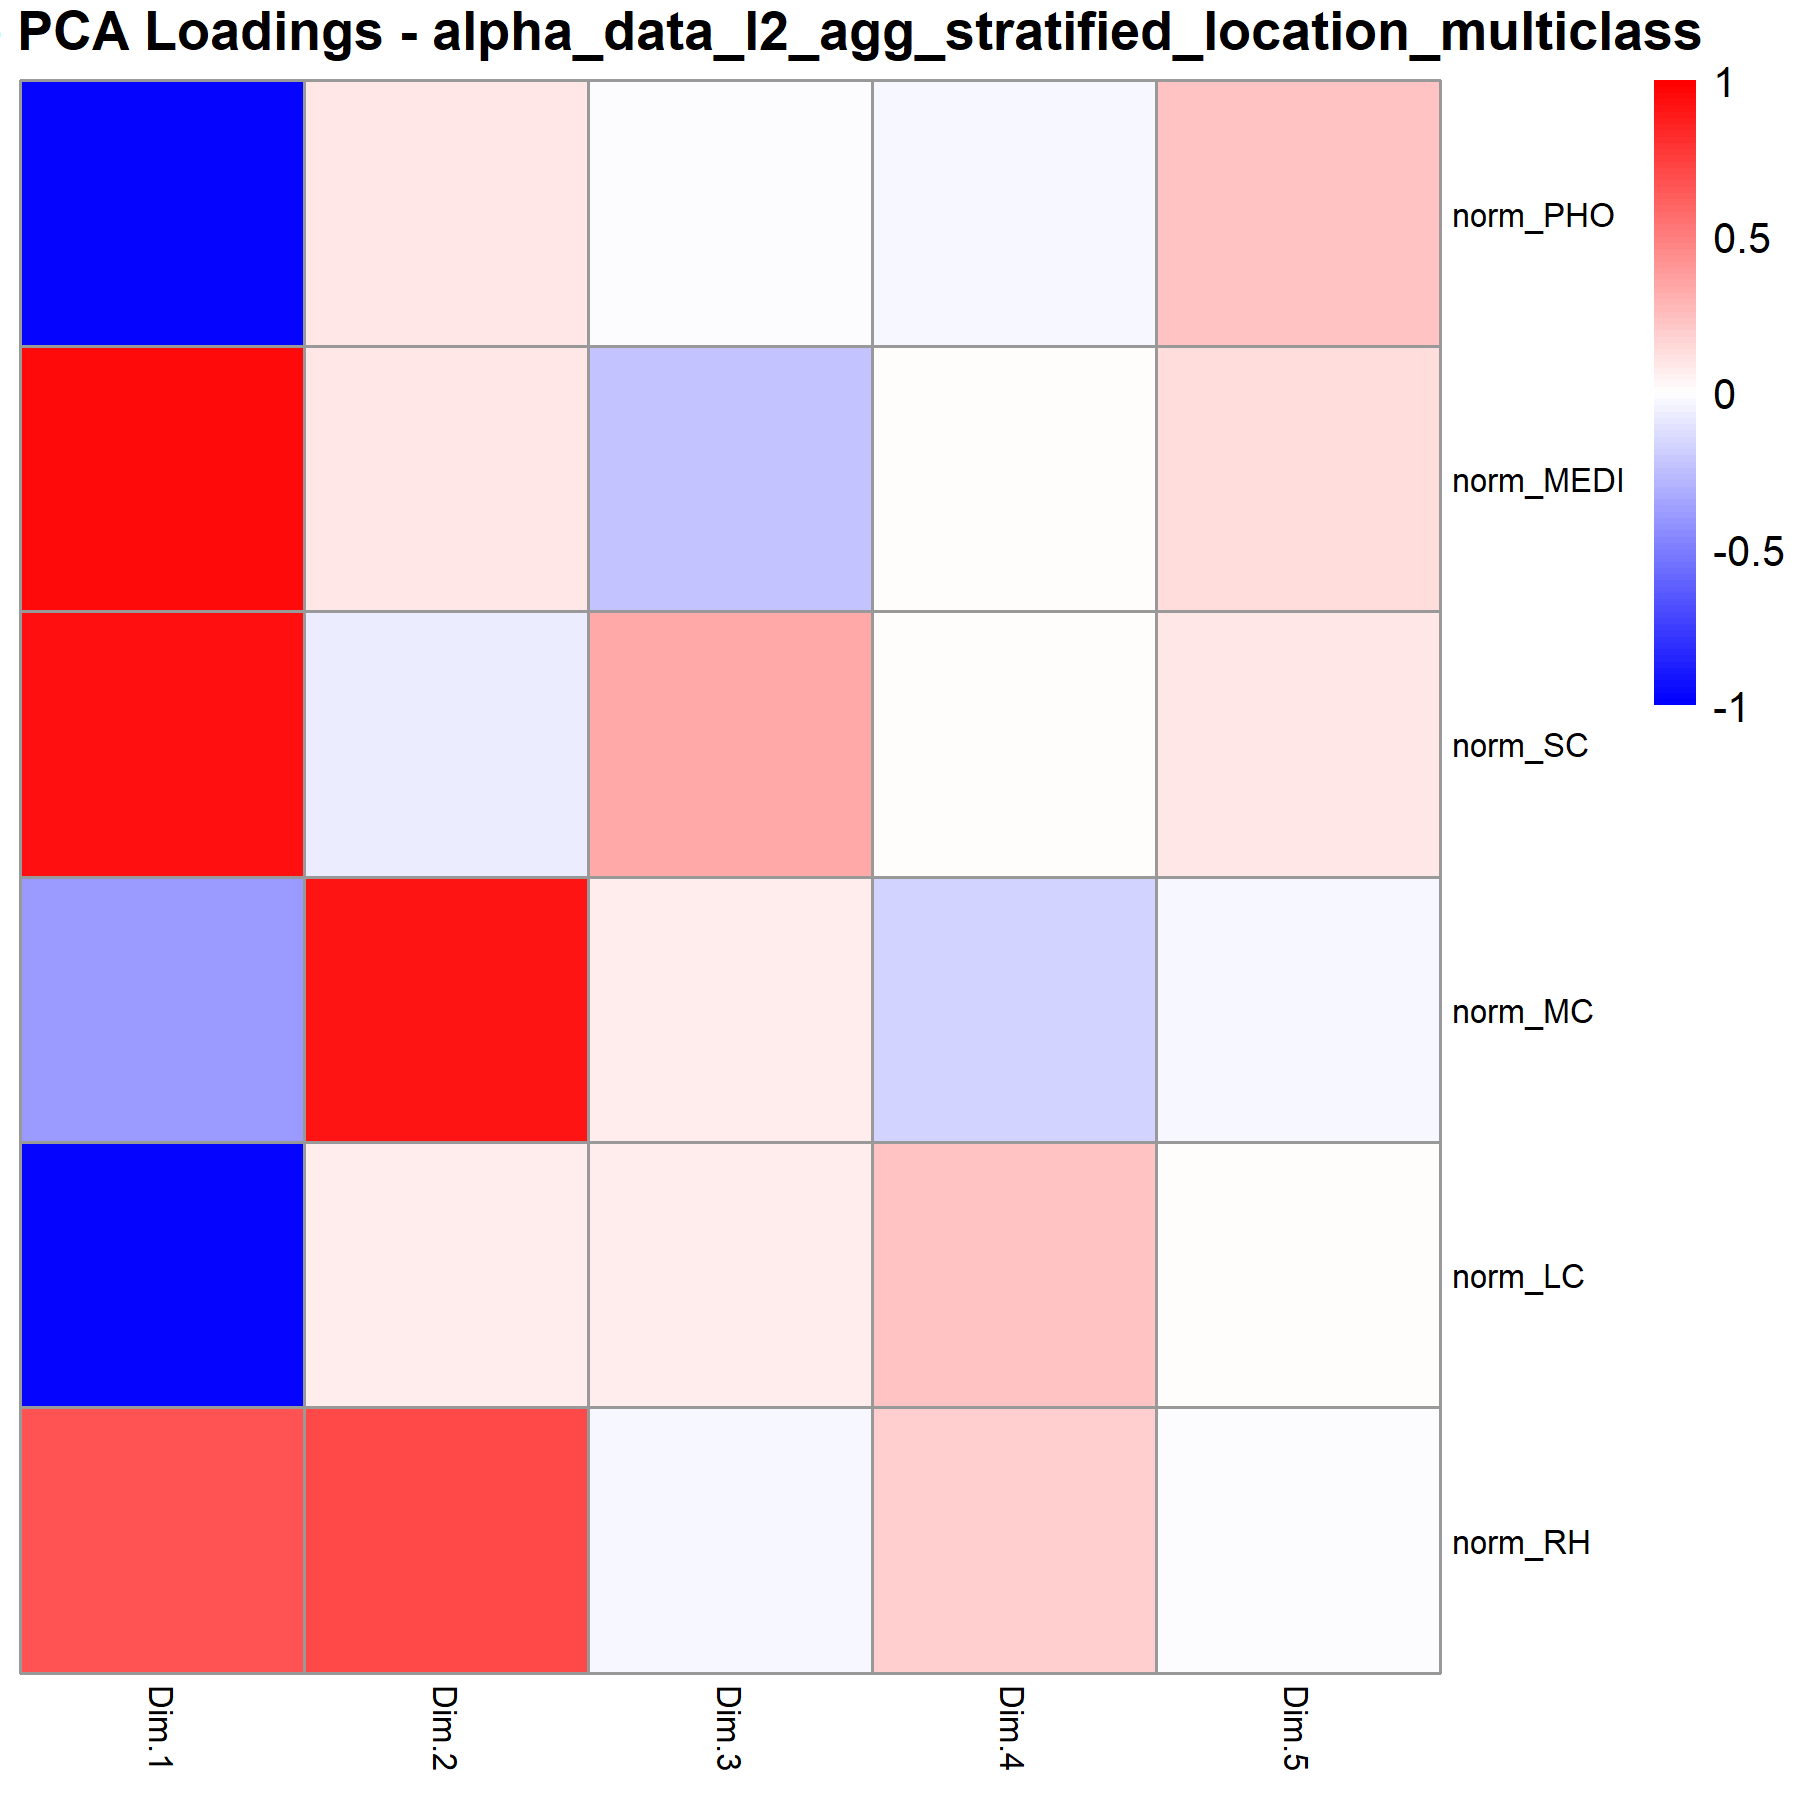 PCA Loadings - alpha_data_l2_agg_stratified_location_multiclass
1
0.5
0
-0.5
-1
norm_PHO
norm_MEDI
norm_SC
norm_MC
norm_LC
norm_RH
Dim.1
Dim.2
Dim.3
Dim.4
Dim.5